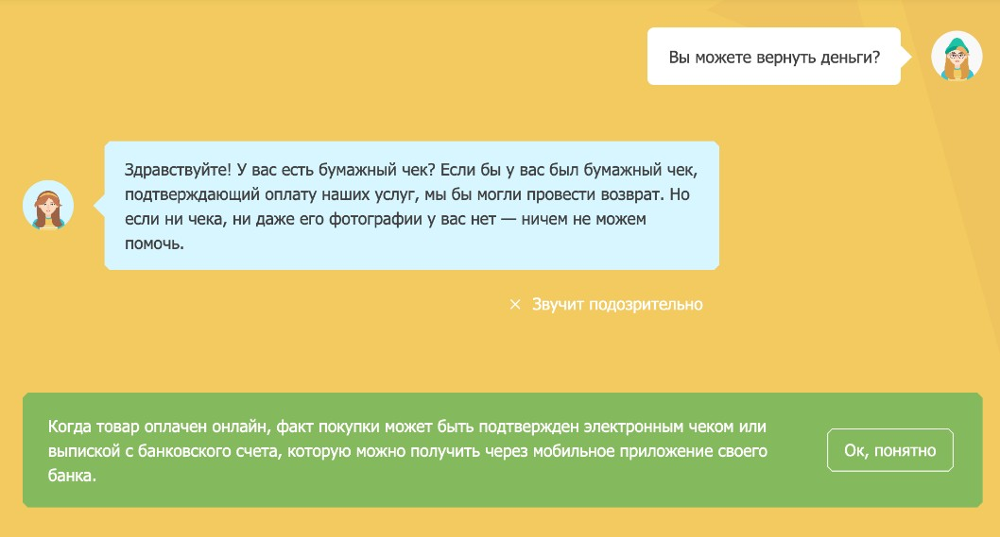 Вы можете вернуть деньги?
Здравствуйте! У вас есть бумажный чек? Если бы у вас был бумажный чек,
подтверждающий оплату наших услуг, мы бы могли провести возврат. Но
если ни чека, ни даже его фотографии у вас нет — ничем не можем
помочь.
× Звучит подозрительно
Когда товар оплачен онлайн, факт покупки может быть подтвержден электронным чеком или
выпиской с банковского счета, которую можно получить через мобильное приложение своего
банка.
Ок, понятно